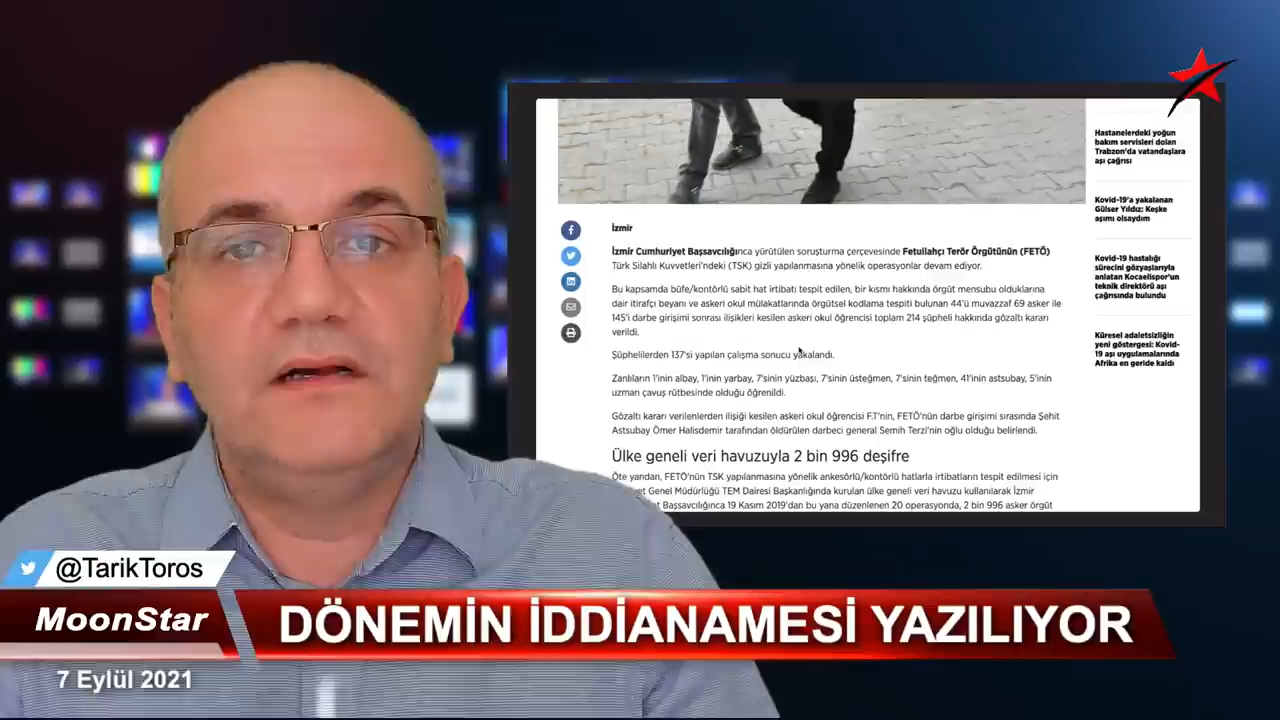 İzmir
İzmir Cumhuriyet Başsavcılığınca yürütülen soruşturma çerçevesinde Fetullahçı Terör Örgütünün (FETÖ)
Türk Silahlı Kuvvetleri'ndeki (TSK) gizli yapılanmasına yönelik operasyonlar devam ediyor.
Bu kapsamda büfe/kontörlü sabit hat irtibatı tespit edilen, bir kısmı hakkında örgüt mensubu olduklarına
dair itirafçı beyanı ve askeri okul mülakatlarında örgütsel kodlama tespiti bulunan 44'ü muvazzaf 69 asker ile
145'i darbe girişimi sonrası ilişikleri kesilen askeri okul öğrencisi toplam 214 şüpheli hakkında gözaltı kararı
verildi.
Şüphelilerden 137'si yapılan çalışma sonucu yakalandı.
Zanlıların 1'inin albay, 1'inin yarbay, 7'sinin yüzbaşı, 7'sinin üsteğmen, 7'sinin teğmen, 41'inin astsubay, 5'inin
uzman çavuş rütbesinde olduğu öğrenildi.
Gözaltı kararı verilenlerden ilişiği kesilen askeri okul öğrencisi F.T'nin, FETÖ'nün darbe girişimi sırasında Şehit
Astsubay Ömer Halisdemir tarafından öldürülen darbeci general Semih Terzi'nin oğlu olduğu belirlendi.
Ülke geneli veri havuzuyla 2 bin 996 deşifre
Öte yandan, FETÖ'nün TSK yapılanmasına yönelik ankesörlü/kontörlü hatlarla irtibatların tespit edilmesi için
Genel Müdürlüğü TEM Dairesi Başkanlığında kurulan ülke geneli veri havuzu kullanılarak İzmir
Başsavcılığınca 19 Kasım 2019'dan bu yana düzenlenen 20 operasyonda, 2 bin 996 asker örgüt
Hastanelerdeki yoğun
bakım servisleri dolan
Trabzon'da vatandaşlara
aşı çağrısı
Kovid-19'a yakalanan
Gülser Yıldız: Keşke
aşımı olsaydım
Kovid-19 hastalığı
sürecini gözyaşlarıyla
anlatan Kocaelispor'un
teknik direktörü aşı
çağrısında bulundu
Küresel adaletsizliğin
yeni göstergesi: Kovid-
19 aşı uygulamalarında
Afrika en geride kaldı
@TarikToros
MoonStar
DÖNEMİN İDDİANAMESİ YAZILIYOR
7 Eylül 2021